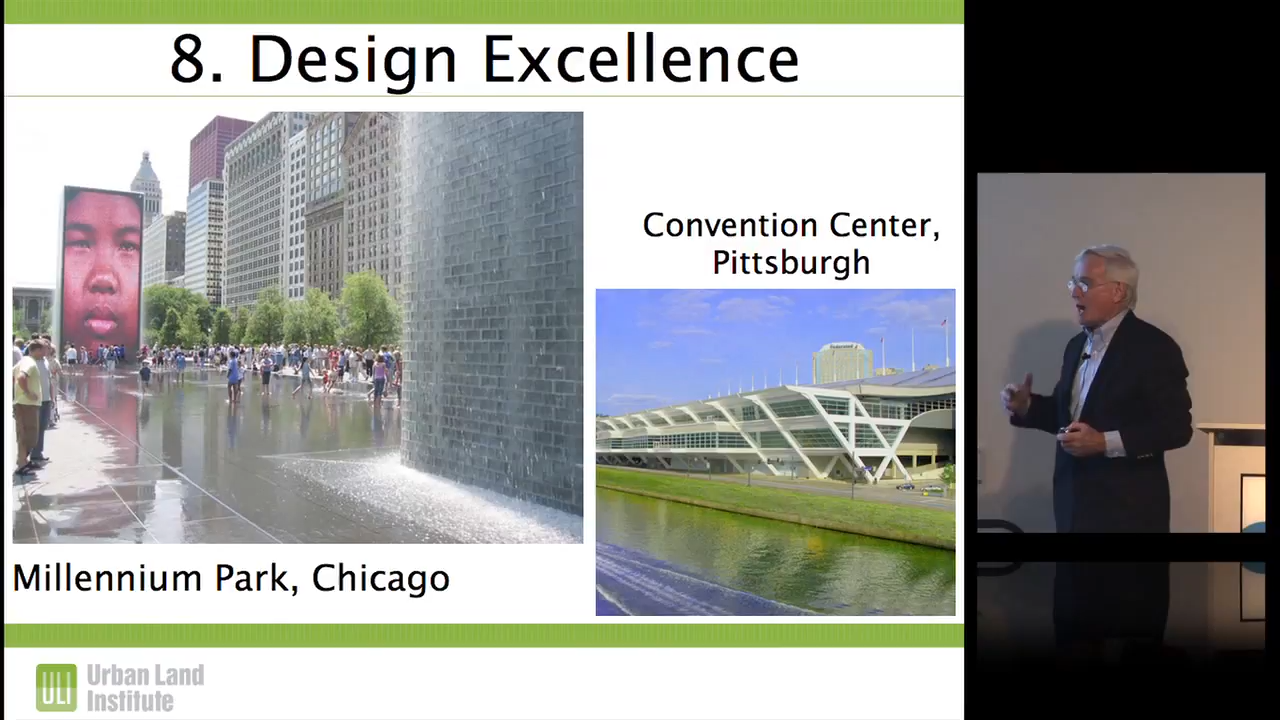 8. Design Excellence
Convention Center,
Pittsburgh
Millennium Park, Chicago
ULI Urban Land
Institute